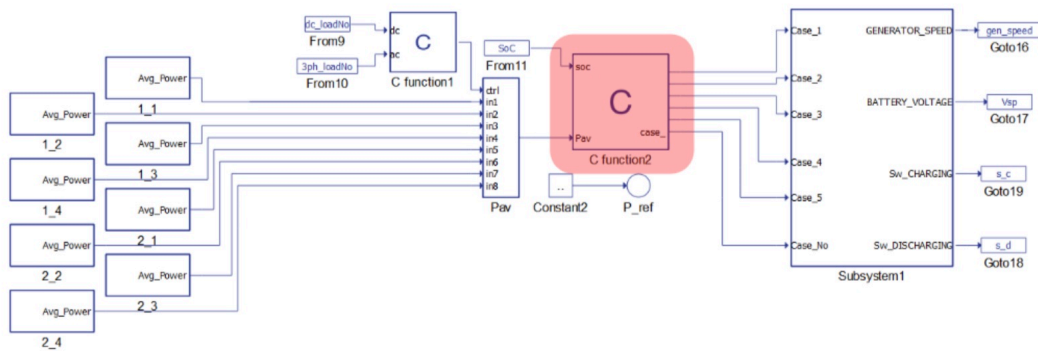 dc_loadNo
From9
3ph_loadNo
From10
dc
ac
C
C function1
SoC
From11
soc
C
Pav
case_
C function2
Avg_Power
1_1
Avg_Power
1_2
Avg_Power
1_3
Avg_Power
1_4
Avg_Power
2_1
Avg_Power
2_2
Avg_Power
2_3
Avg_Power
2_4
ctrl
in1
in2
in3
in4
in5
in6
in7
in8
Pav
..
Constant2
P_ref
Case_1
Case_2
Case_3
Case_4
Case_5
Case_No
GENERATOR_SPEED
BATTERY_VOLTAGE
Sw_CHARGING
Sw_DISCHARGING
Subsystem1
gen_speed
Goto16
Vsp
Goto17
s_c
Goto19
s_d
Goto18